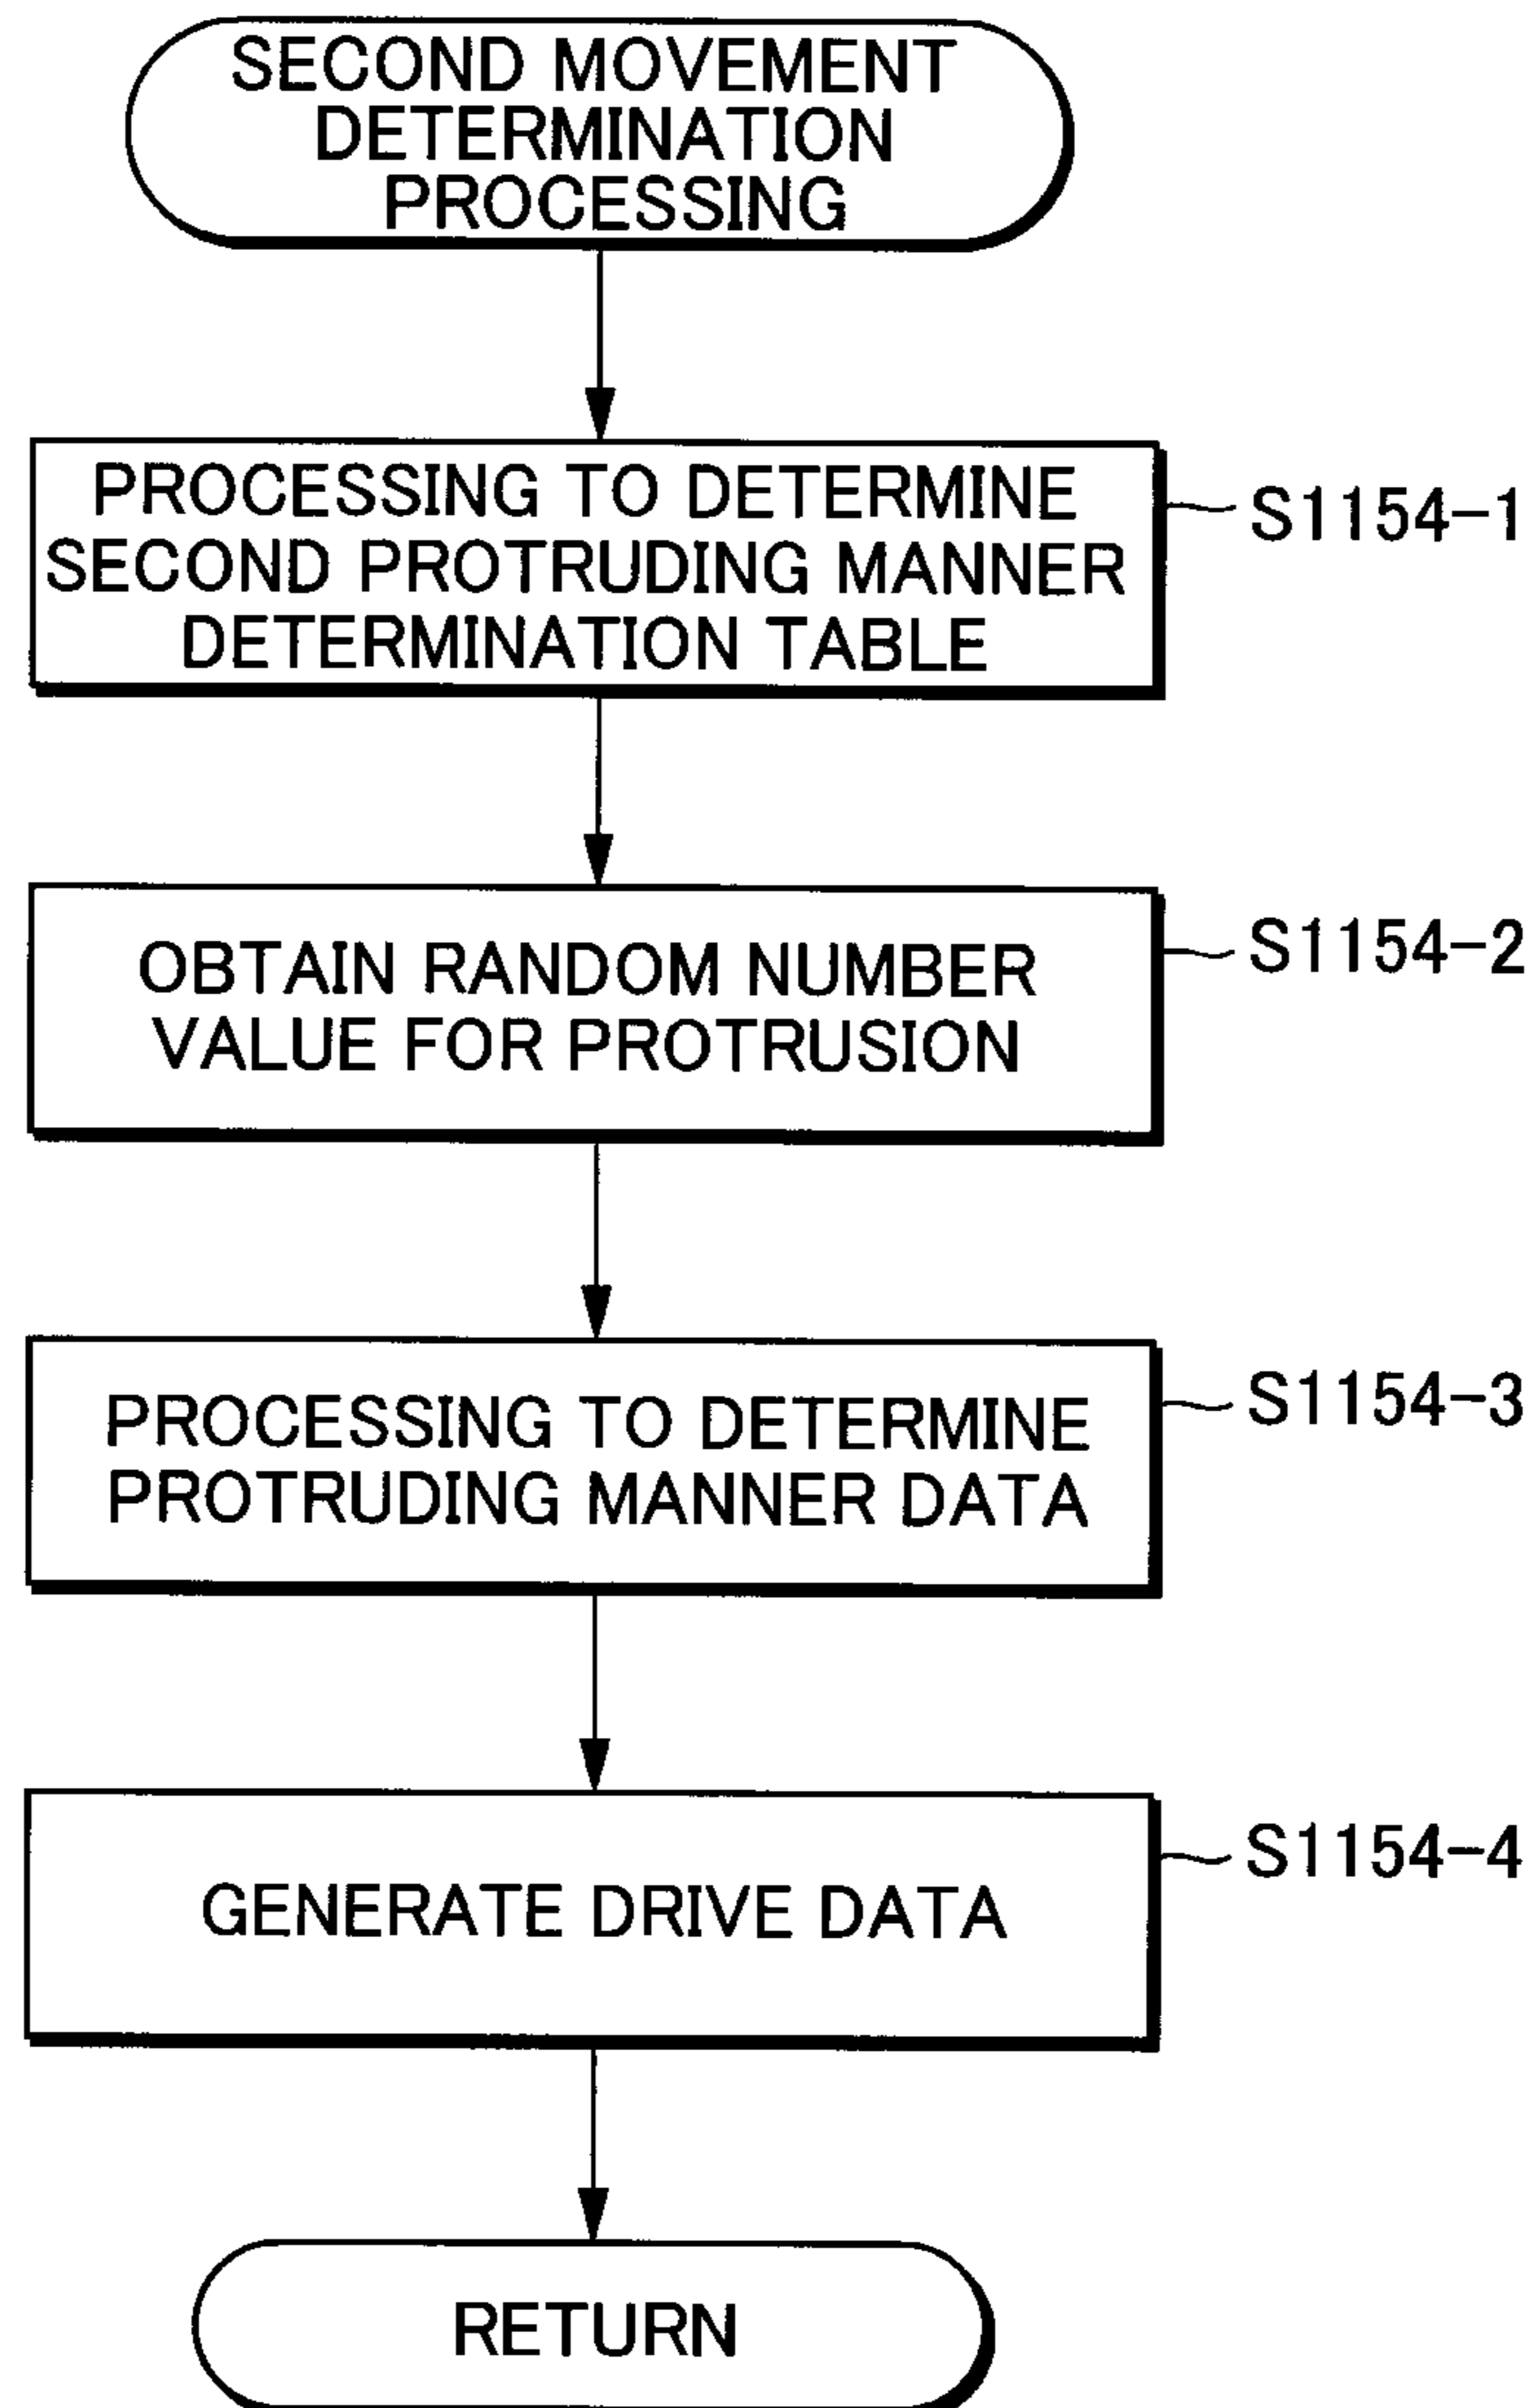 SECOND MOVEMENT
DETERMINATION
PROCESSING
PROCESSING TO DETERMINE
SECOND PROTRUDING MANNER
DETERMINATION TABLE
S1154-1
OBTAIN RANDOM NUMBER
VALUE FOR PROTRUSION
S1154-2
PROCESSING TO DETERMINE
PROTRUDING MANNER DATA
S1154-3
GENERATE DRIVE DATA
S1154-4
RETURN